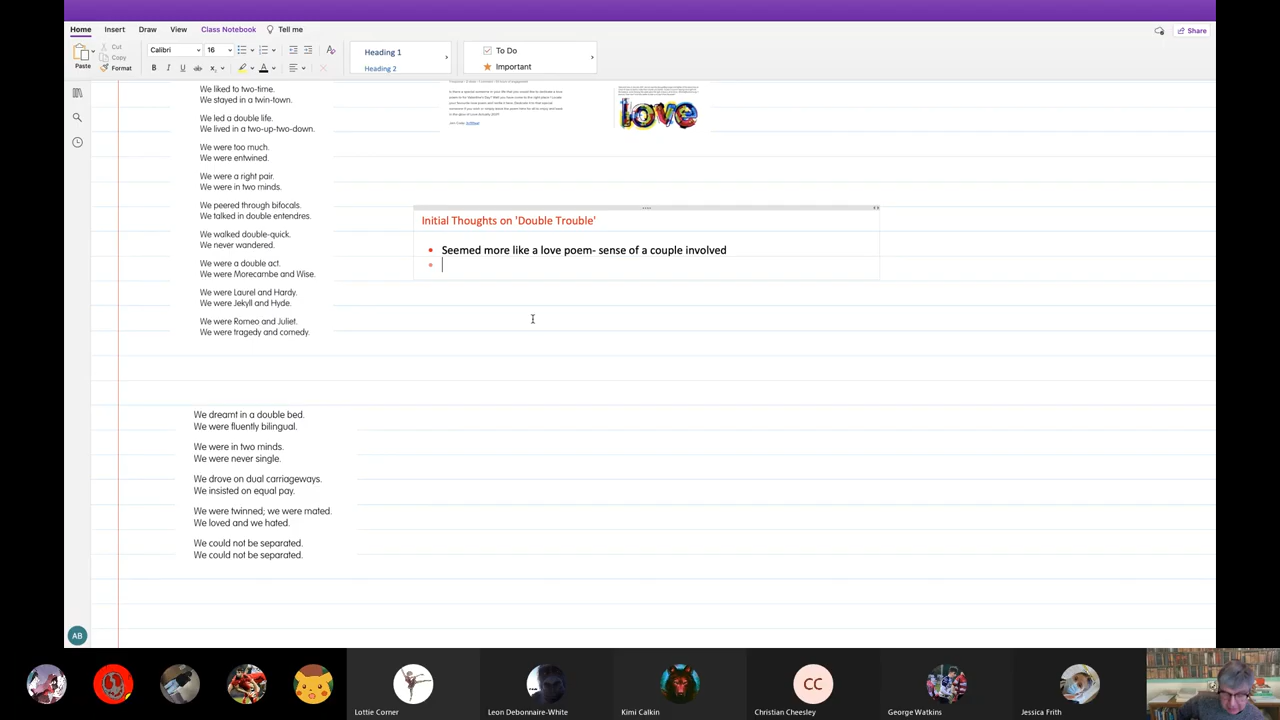 Home Insert Draw View Class Notebook Tell me
Share
Paste
Cut
Copy
Format
Calibri 16
Heading 1
Heading 2
To Do
Important
We liked to two-time.
We stayed in a twin-town.
We led a double life.
We lived in a two-up-two-down.
We were too much.
We were entwined.
We were a right pair.
We were in two minds.
We peered through bifocals.
We talked in double entendres.
We walked double-quick.
We never wandered.
We were a double act.
We were Morecambe and Wise.
We were Laurel and Hardy.
We were Jekyll and Hyde.
We were Romeo and Juliet.
We were tragedy and comedy.
love
Initial Thoughts on 'Double Trouble'
Seemed more like a love poem- sense of a couple involved
We dreamt in a double bed.
We were fluently bilingual.
We were in two minds.
We were never single.
We drove on dual carriageways.
We insisted on equal pay.
We were twinned; we were mated.
We loved and we hated.
We could not be separated.
We could not be separated.
AB
CC
Lottie Corner
Leon Debonnaire-White
Kimi Calkin
Christian Cheesley
George Watkins
Jessica Frith